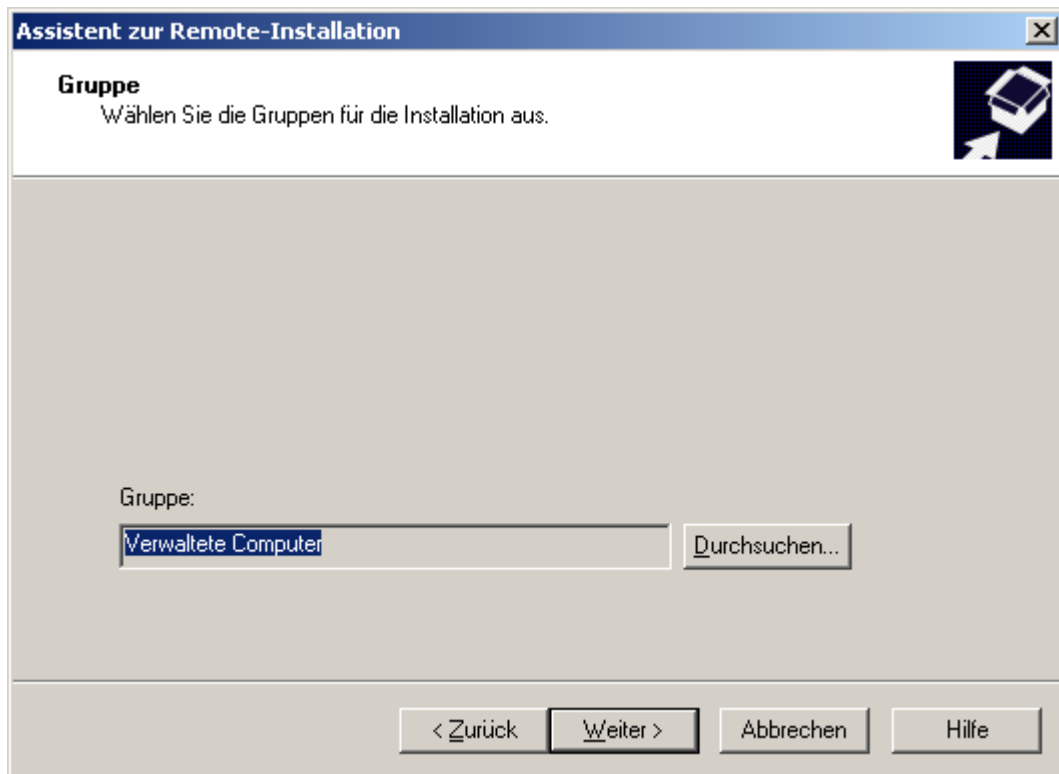 Assistent zur Remote-Installation
Gruppe
Wählen Sie die Gruppen für die Installation aus.
Gruppe:
Verwaltete Computer
Durchsuchen...
< Zurück
Weiter >
Abbrechen
Hilfe